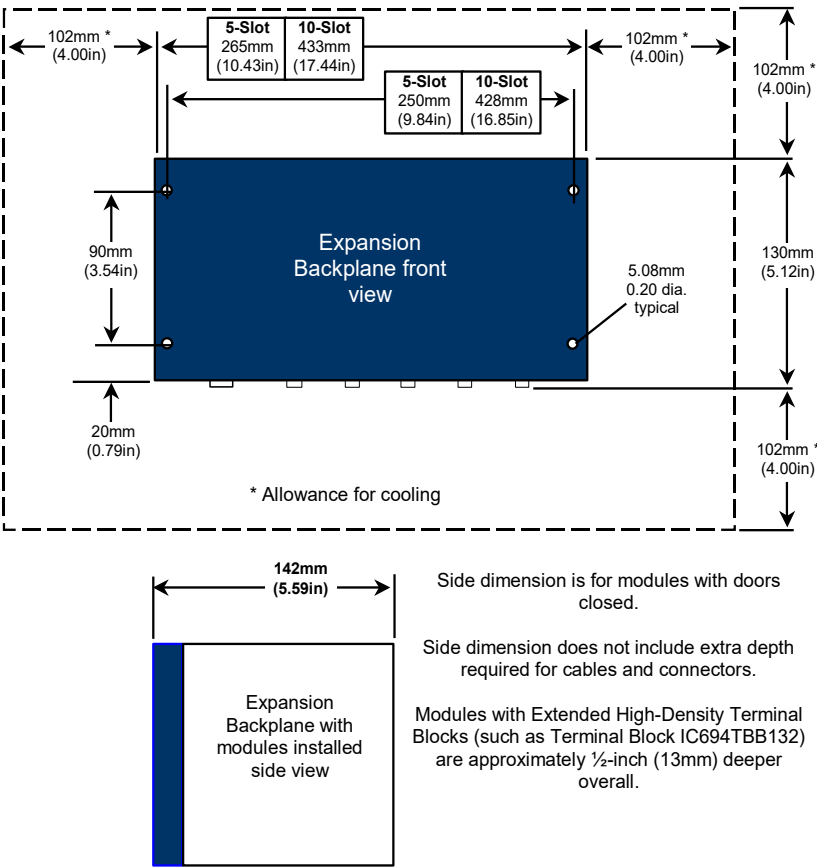 102mm *
(4.00in)
5-Slot
265mm
(10.43in)
10-Slot
433mm
(17.44in)
102mm *
(4.00in)
102mm *
(4.00in)
5-Slot
250mm
(9.84in)
10-Slot
428mm
(16.85in)
90mm
(3.54in)
Expansion
Backplane front
view
5.08mm
0.20 dia.
typical
130mm
(5.12in)
20mm
(0.79in)
102mm *
(4.00in)
* Allowance for cooling
142mm
(5.59in)
Side dimension is for modules with doors
closed.
Side dimension does not include extra depth
required for cables and connectors.
Modules with Extended High-Density Terminal
Blocks (such as Terminal Block IC694TBB132)
are approximately ½-inch (13mm) deeper
overall.
Expansion
Backplane with
modules installed
side view